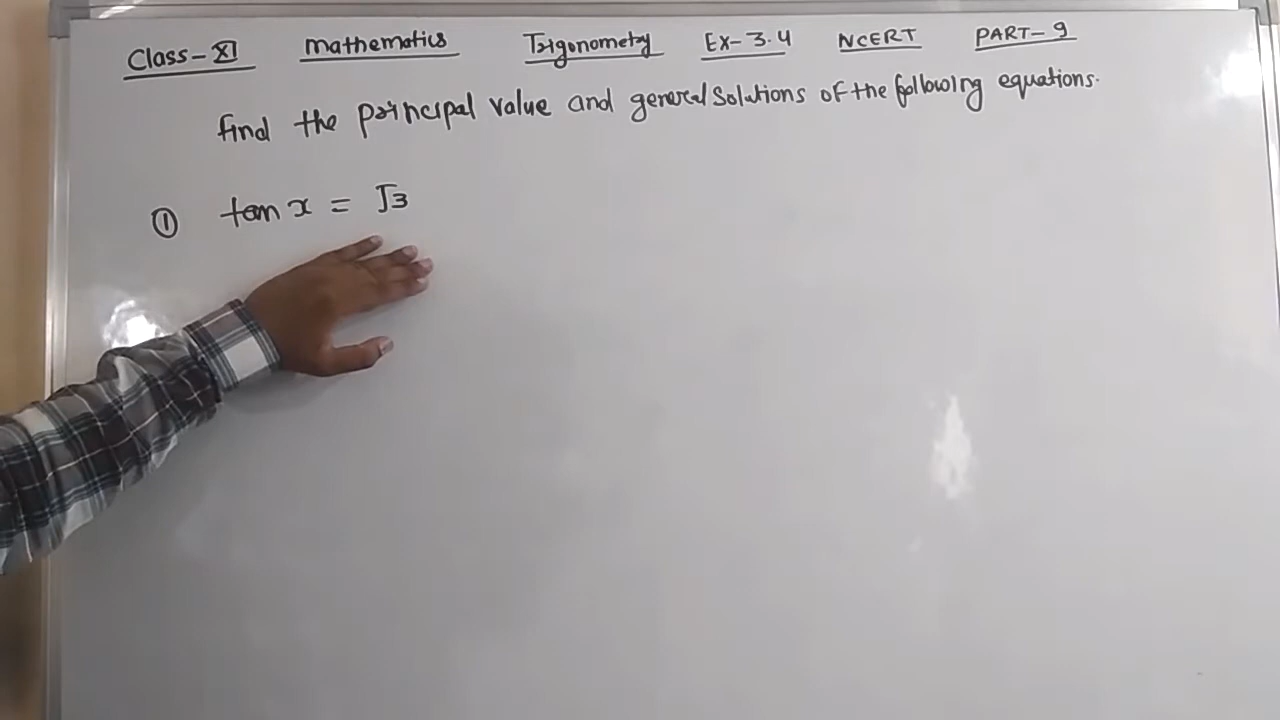 Class-XI Mathematics Trigonometry Ex-3.4 NCERT PART-9
find the principal value and general solutions of the following equations.
① tan x = √3